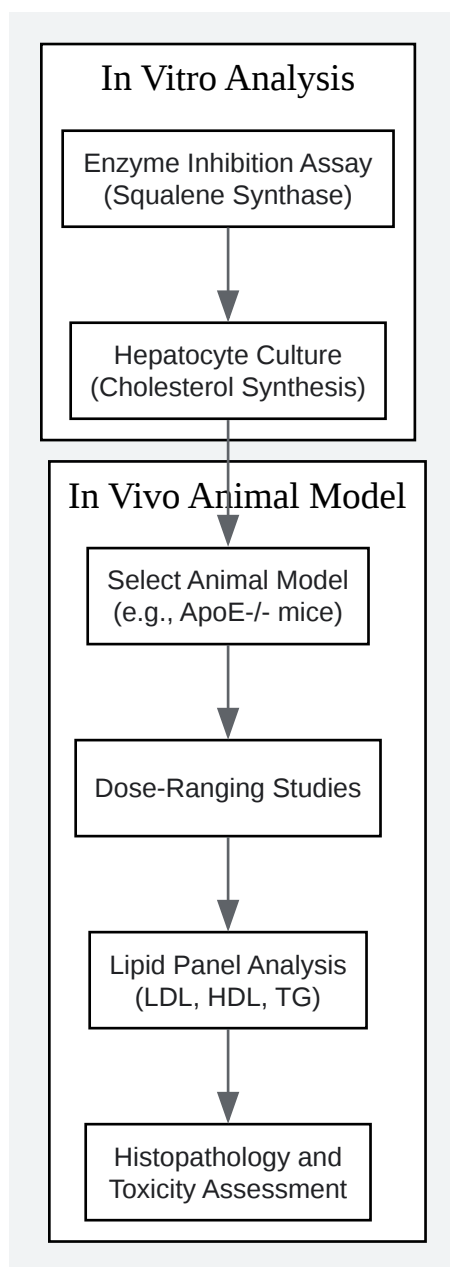 In Vitro Analysis
Enzyme Inhibition Assay
(Squalene Synthase)
Hepatocyte Culture
(Cholesterol Synthesis)
In Vivo Animal Model
Select Animal Model
(e.g., ApoE-/- mice)
Dose-Ranging Studies
Lipid Panel Analysis
(LDL, HDL, TG)
Histopathology and
Toxicity Assessment